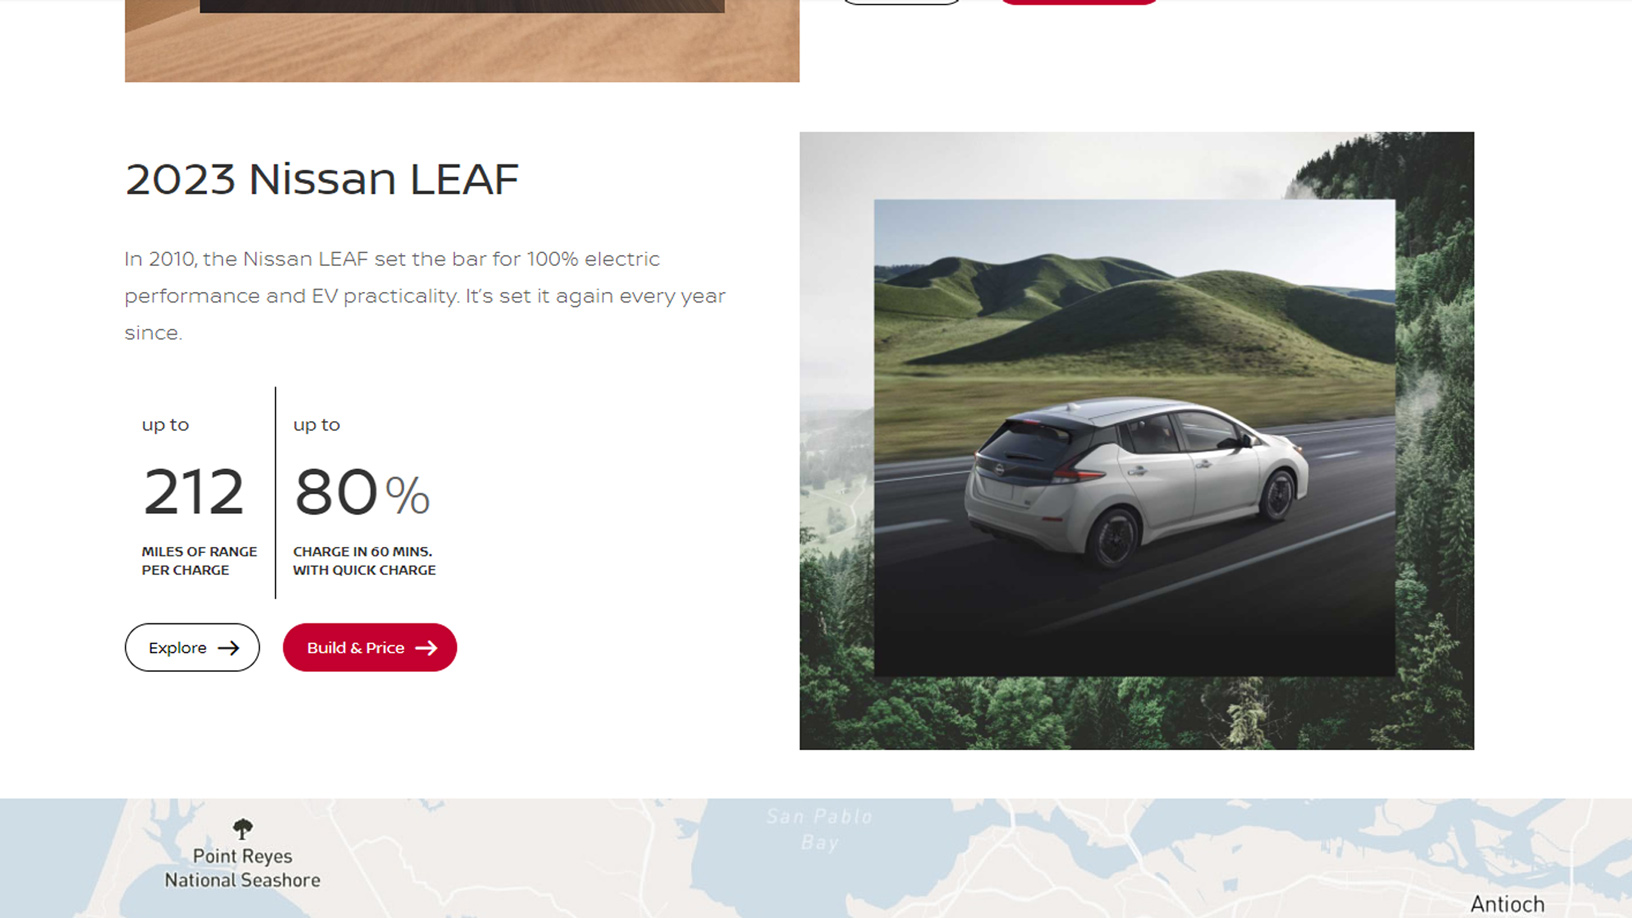 2023 Nissan LEAF
In 2010, the Nissan LEAF set the bar for 100% electric
performance and EV practicality. It's set it again every year
since.
up to
212
MILES OF RANGE
PER CHARGE
up to
80%
CHARGE IN 60 MINS.
WITH QUICK CHARGE
Explore
Build & Price
San Pablo
Bay
Point Reyes
National Seashore
Antioch